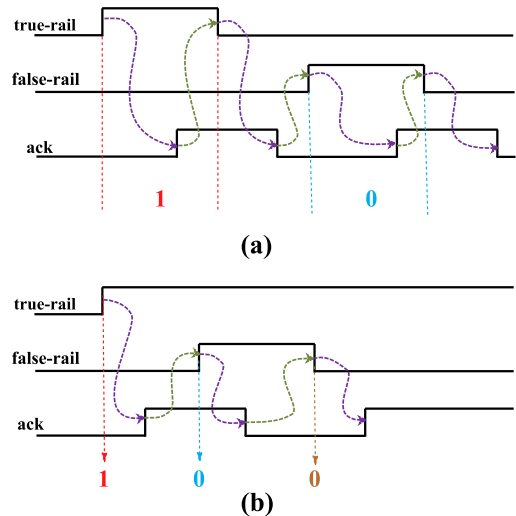 true-rail
false-rail
ack
1 0
(a)
true-rail
false-rail
ack
1 0 0
(b)